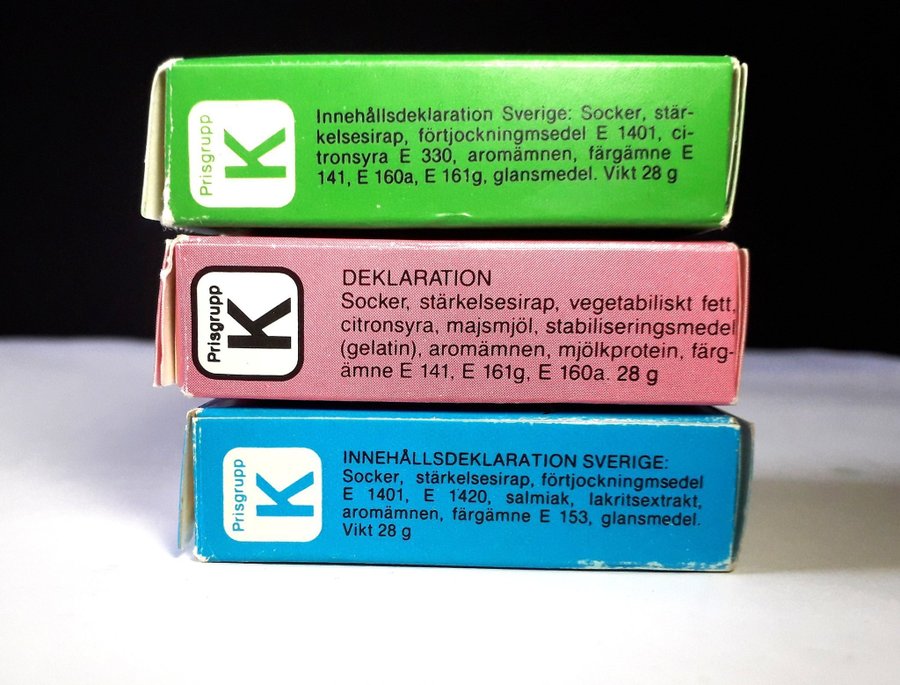 Prisgrupp
K
Innehållsdeklaration Sverige: Socker, stär-
kelsesirap, förtjockningmsedel E 1401, ci-
tronsyra E 330, aromämnen, färgämne E
141, E 160a, E 161g, glansmedel. Vikt 28 g
Prisgrupp
K
DEKLARATION
Socker, stärkelsesirap, vegetabiliskt fett,
citronsyra, majsmjöl, stabiliseringsmedel
(gelatin), aromämnen, mjölkprotein, färg-
ämne E 141, E 161g, E 160a. 28 g
Prisgrupp
K
INNEHÅLLSDEKLARATION SVERIGE:
Socker, stärkelsesirap, förtjockningmsedel
E 1401, E 1420, salmiak, lakritsextrakt,
aromämnen, färgämne E 153, glansmedel.
Vikt 28 g